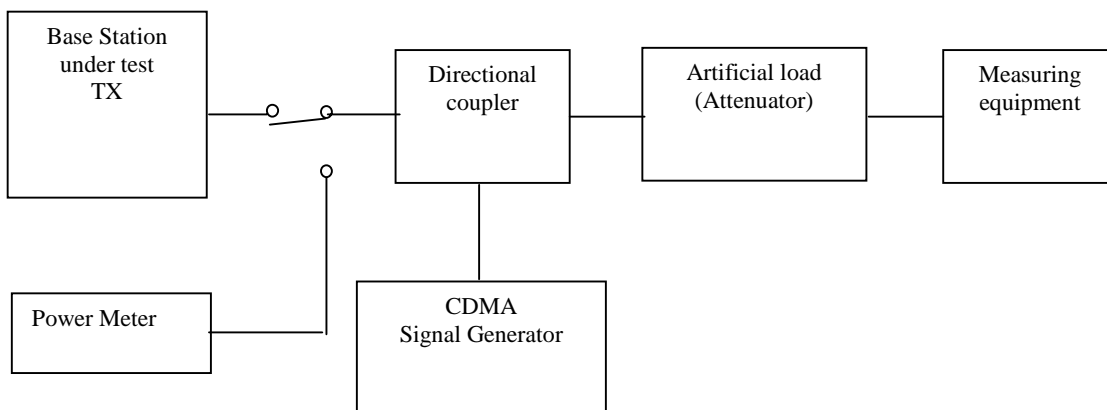 Base Station
under test
TX
Directional
coupler
Artificial load
(Attenuator)
Measuring
equipment
Power Meter
CDMA
Signal Generator